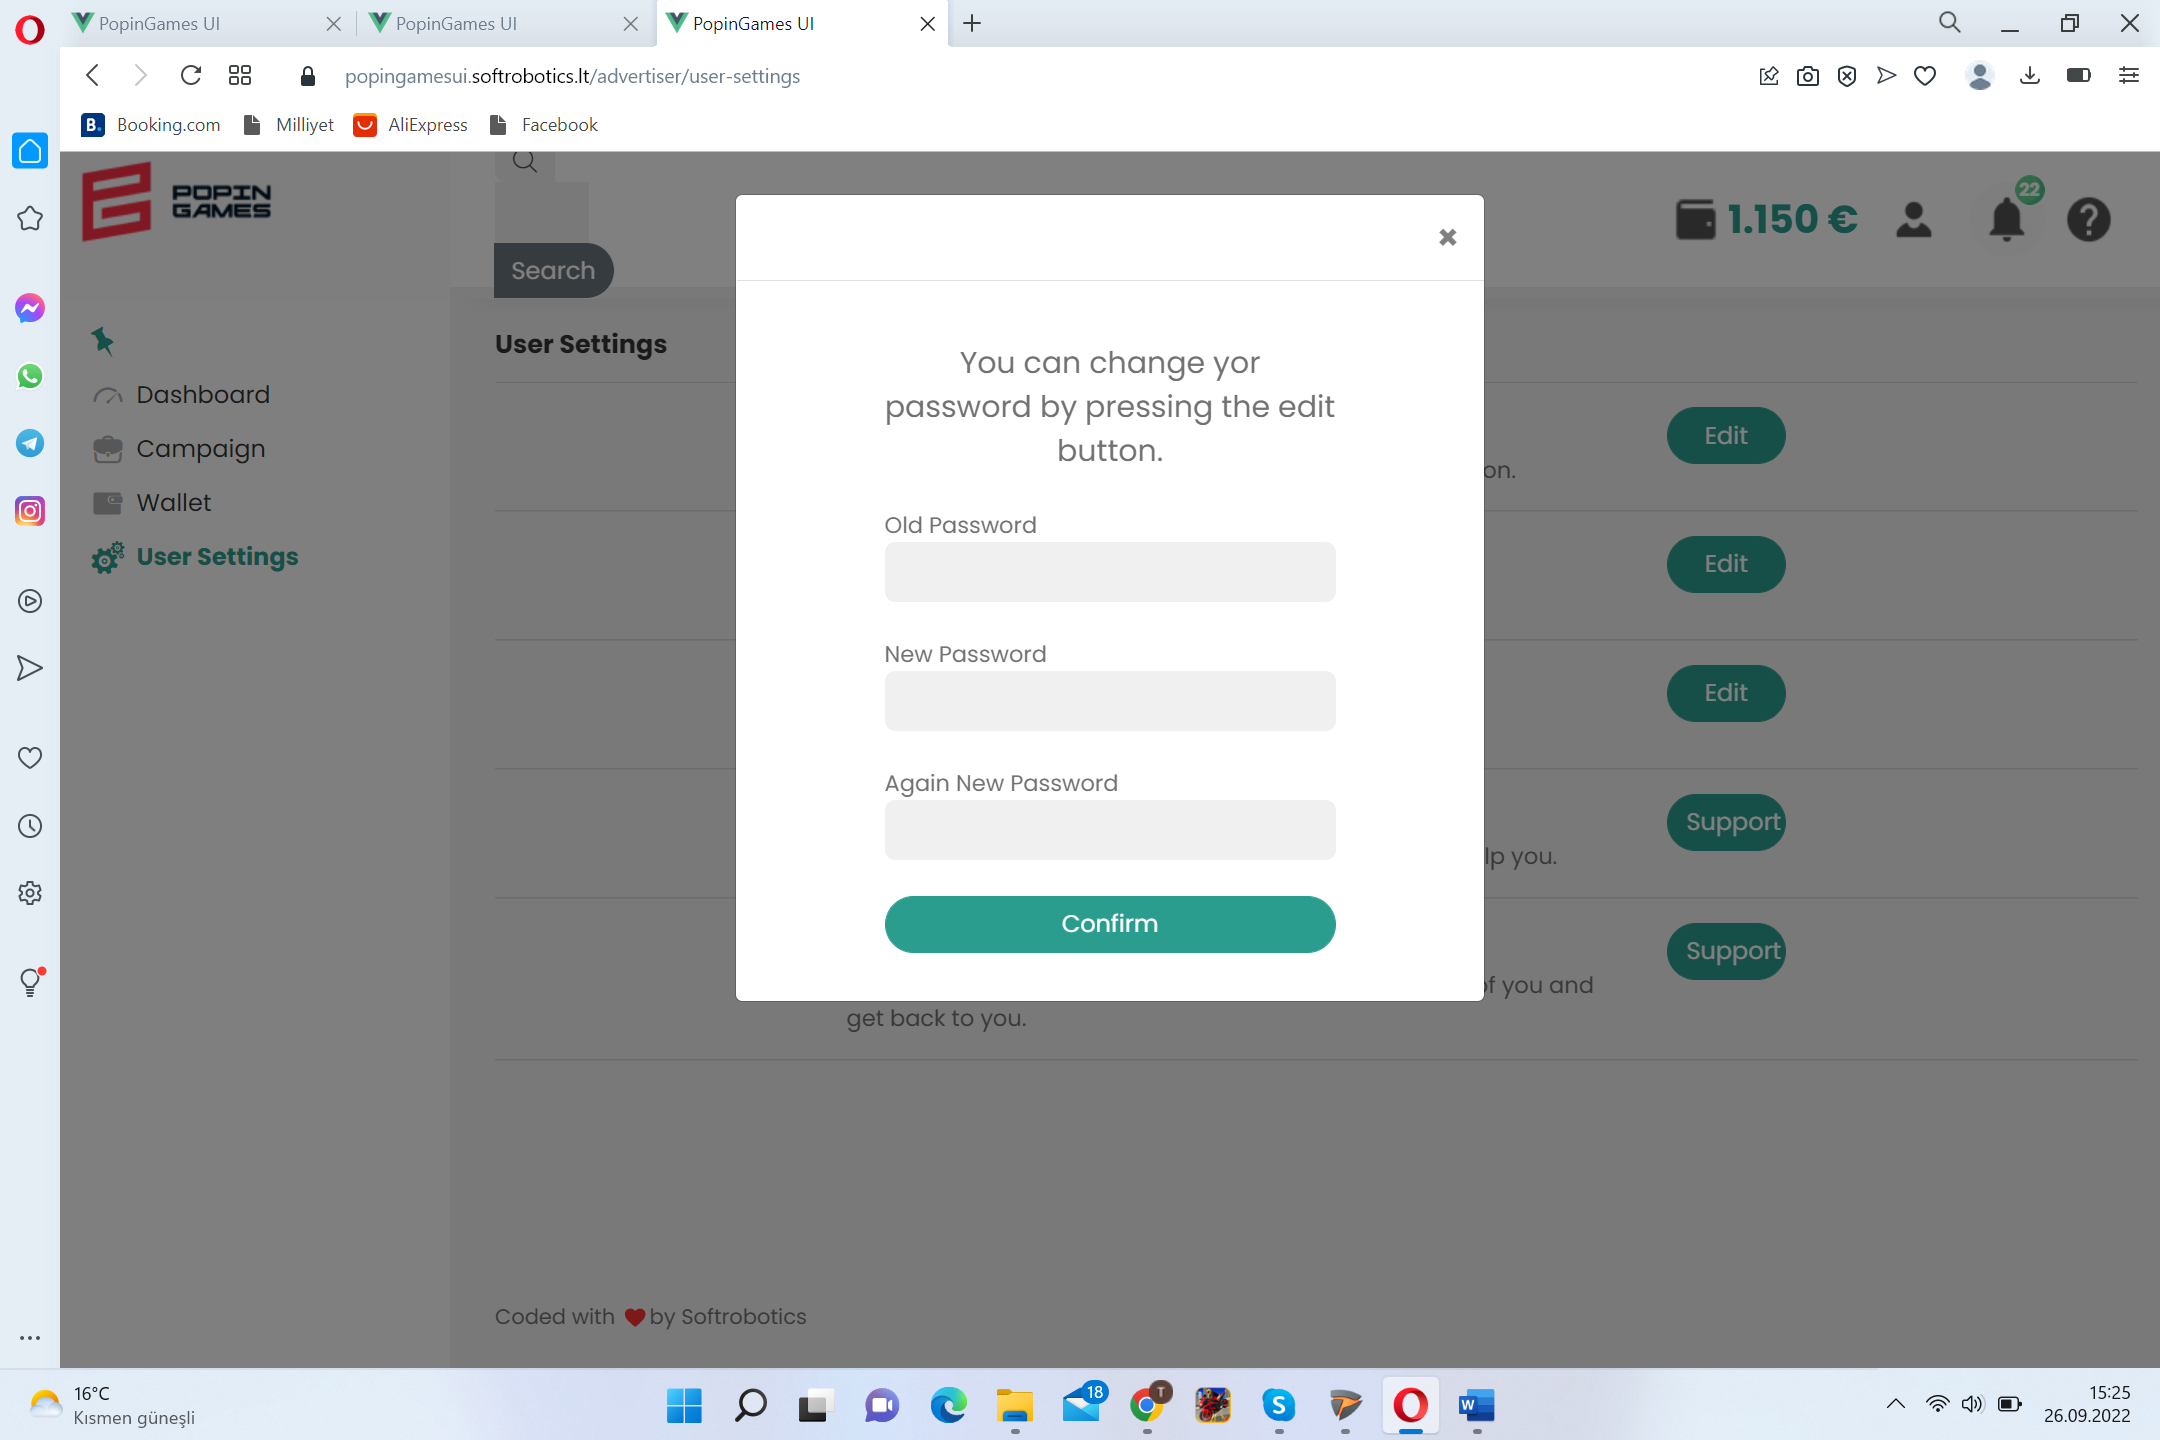 PopinGames UI
PopinGames UI
PopinGames UI
popingamesui.softrobotics.lt/advertiser/user-settings
B.
Booking.com
Milliyet
AliExpress
Facebook
POPIN
GAMES
Search
1.150 €
22
Dashboard
Campaign
Wallet
User Settings
User Settings
You can change yor
password by pressing the edit
button.
Old Password
New Password
Again New Password
Confirm
Edit
on.
Edit
Edit
Support
lp you.
Support
of you and
get back to you.
Coded with by Softrobotics
16°C
Kısmen güneşli
18
T
S
W
15:25
26.09.2022